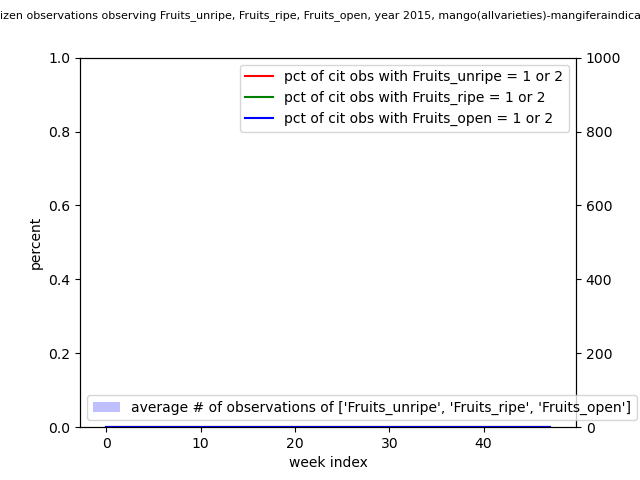 izen observations observing Fruits_unripe, Fruits_ripe, Fruits_open, year 2015, mango(allvarieties)-mangiferaindica
1.0
0.8
0.6
0.4
0.2
0.0
percent
pct of cit obs with Fruits_unripe = 1 or 2
pct of cit obs with Fruits_ripe = 1 or 2
pct of cit obs with Fruits_open = 1 or 2
1000
800
600
400
200
0
average # of observations of ['Fruits_unripe', 'Fruits_ripe', 'Fruits_open']
0 10 20 30 40
week index